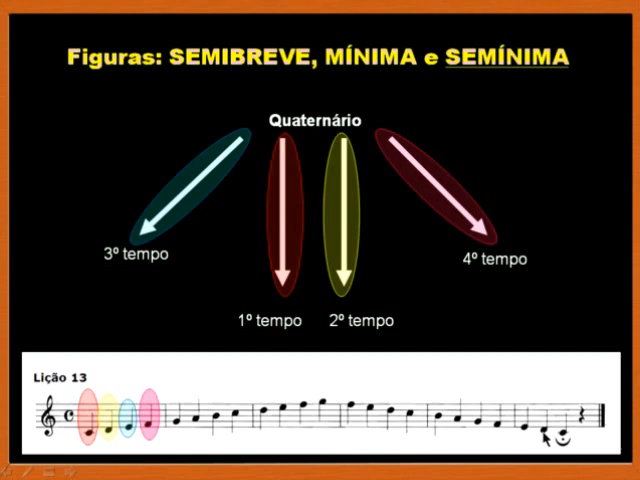 Figuras: SEMIBREVE, MÍNIMA e SEMÍNIMA
Quaternário
3º tempo
4º tempo
1º tempo
2º tempo
Lição 13